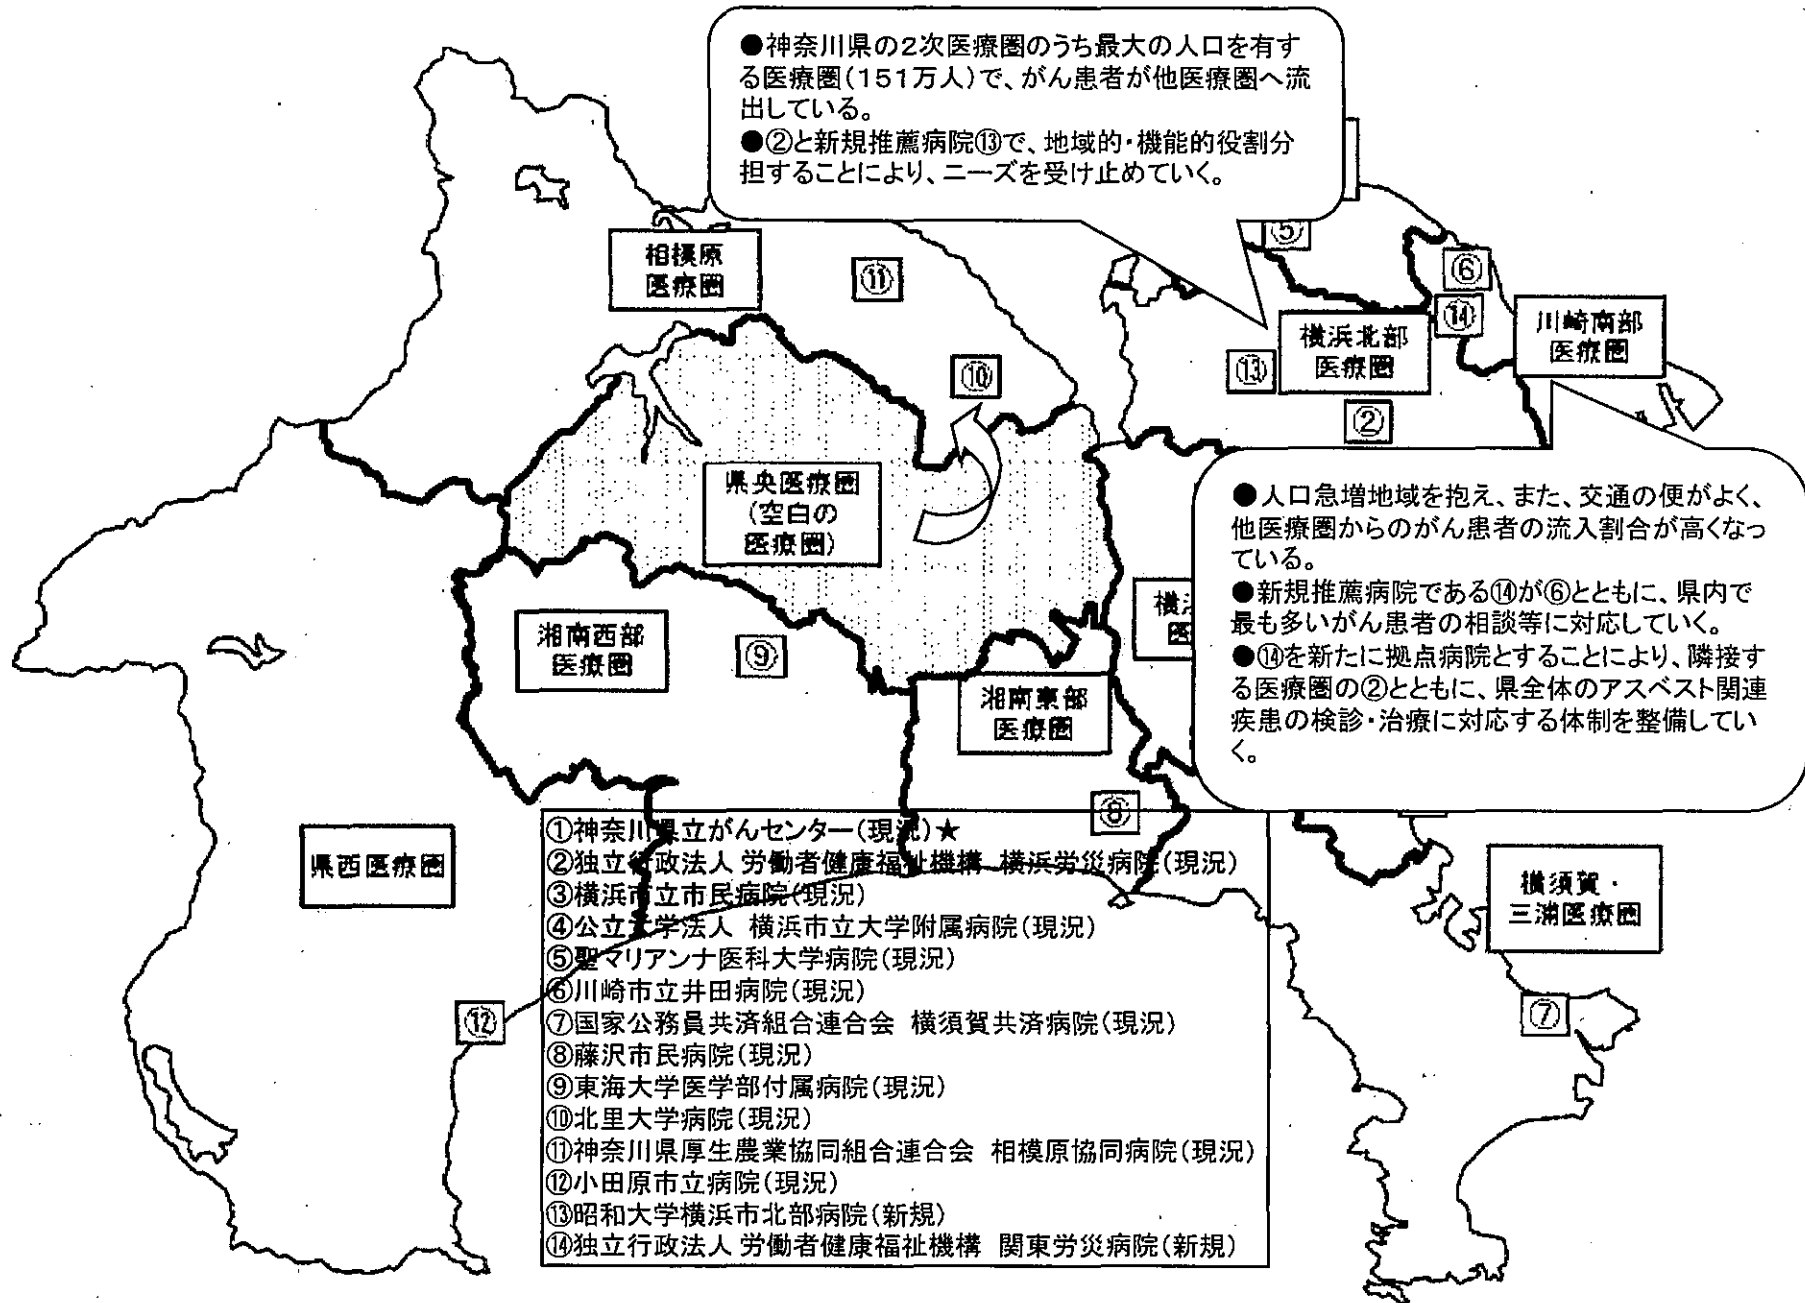 ●神奈川県の2次医療圏のうち最大の人口を有す
る医療圏(151万人)で、がん患者が他医療圏へ流
出している。
●②と新規推薦病院⑬で、地域的・機能的役割分
担することにより、ニーズを受け止めていく。
⑤
相模原
医療圏
⑪
⑥
⑭
川崎南部
医療圏
横浜北部
医療圏
⑬
⑩
②
県央医療圏
(空白の
医療圏)
●人口急増地域を抱え、また、交通の便がよく、
他医療圏からのがん患者の流入割合が高くなっ
ている。
●新規推薦病院である⑭が⑥とともに、県内で
最も多いがん患者の相談等に対応していく。
●⑭を新たに拠点病院とすることにより、隣接す
る医療圏の②とともに、県全体のアスベスト関連
疾患の検診・治療に対応する体制を整備してい
く。
横
医
湘南西部
医療圏
⑨
湘南東部
医療圏
⑧
県西医療圏
①神奈川県立がんセンター(現況)★
②独立行政法人 労働者健康福祉機構 横浜労災病院(現況)
③横浜市立市民病院(現況)
④公立大学法人 横浜市立大学附属病院(現況)
⑤聖マリアンナ医科大学病院(現況)
⑥川崎市立井田病院(現況)
⑦国家公務員共済組合連合会 横須賀共済病院(現況)
⑧藤沢市民病院(現況)
⑨東海大学医学部付属病院(現況)
⑩北里大学病院(現況)
⑪神奈川県厚生農業協同組合連合会 相模原協同病院(現況)
⑫小田原市立病院(現況)
⑬昭和大学横浜市北部病院(新規)
⑭独立行政法人 労働者健康福祉機構 関東労災病院(新規)
横須賀・
三浦医療圏
⑦
⑫